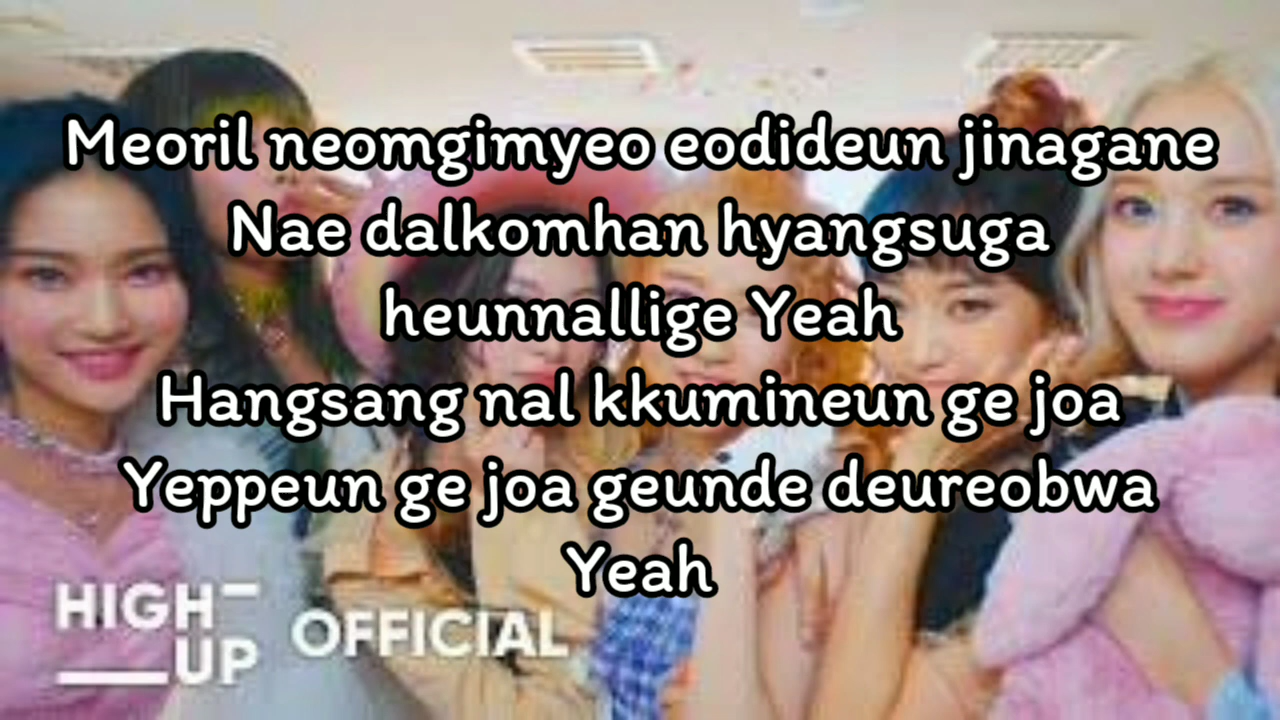 Meoril neomgimyeo eodideun jinagane
Nae dalkomhan hyangsuga
heunnallige Yeah
Hangsang nal kkumineun ge joa
Yeppeun ge joa geunde deureobwa
Yeah
HIGH
UP OFFICIAL